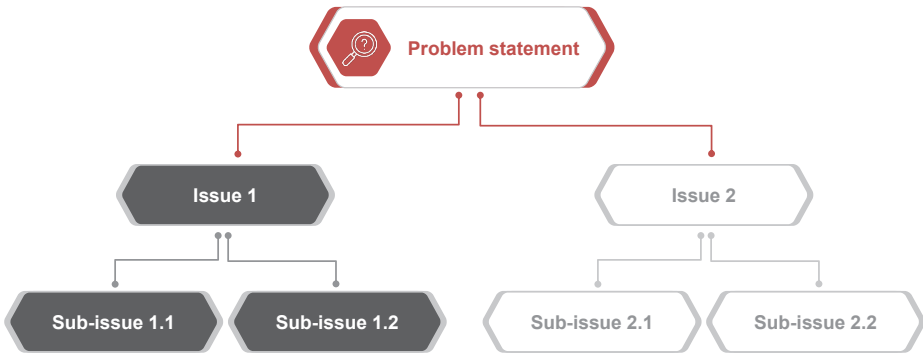 ?
Problem statement
Issue 1
Issue 2
Sub-issue 1.1
Sub-issue 1.2
Sub-issue 2.1
Sub-issue 2.2